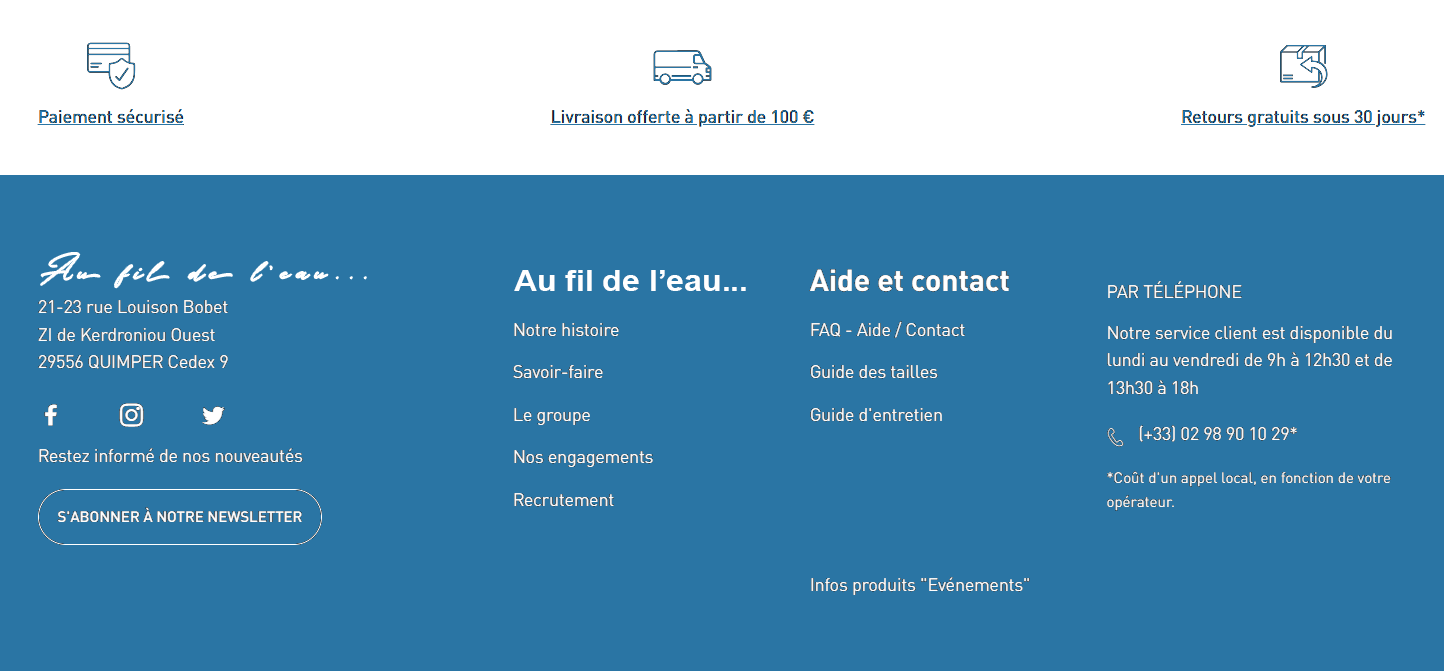 Paiement sécurisé
Livraison offerte à partir de 100 €
Retours gratuits sous 30 jours*
Au fil de l'eau...
21-23 rue Louison Bobet
ZI de Kerdroniou Ouest
29556 QUIMPER Cedex 9
Restez informé de nos nouveautés
S'ABONNER À NOTRE NEWSLETTER
Au fil de l’eau...
Notre histoire
Savoir-faire
Le groupe
Nos engagements
Recrutement
Aide et contact
FAQ - Aide / Contact
Guide des tailles
Guide d'entretien
Infos produits "Evénements"
PAR TÉLÉPHONE
Notre service client est disponible du
lundi au vendredi de 9h à 12h30 et de
13h30 à 18h
(+33) 02 98 90 10 29*
*Coût d'un appel local, en fonction de votre
opérateur.